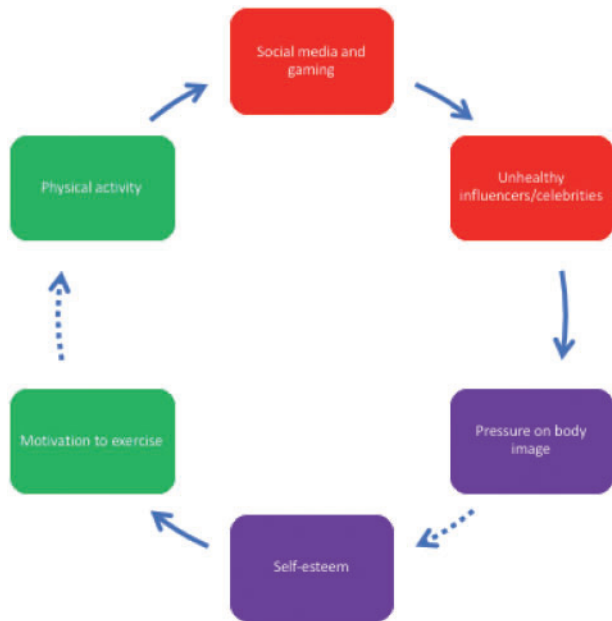 Social media and
gaming
Unhealthy
influencers/celebrities
Pressure on body
image
Self-esteem
Motivation to exercise
Physical activity